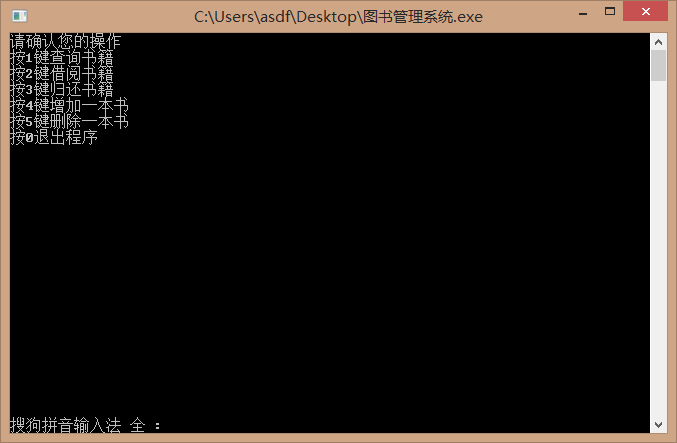 C:\Users\asdf\Desktop\图书管理系统.exe
请确认您的操作
按1键查询书籍
按2键借阅书籍
按3键归还书籍
按4键增加一本书
按5键删除一本书
按0退出程序
搜狗拼音输入法 全 :